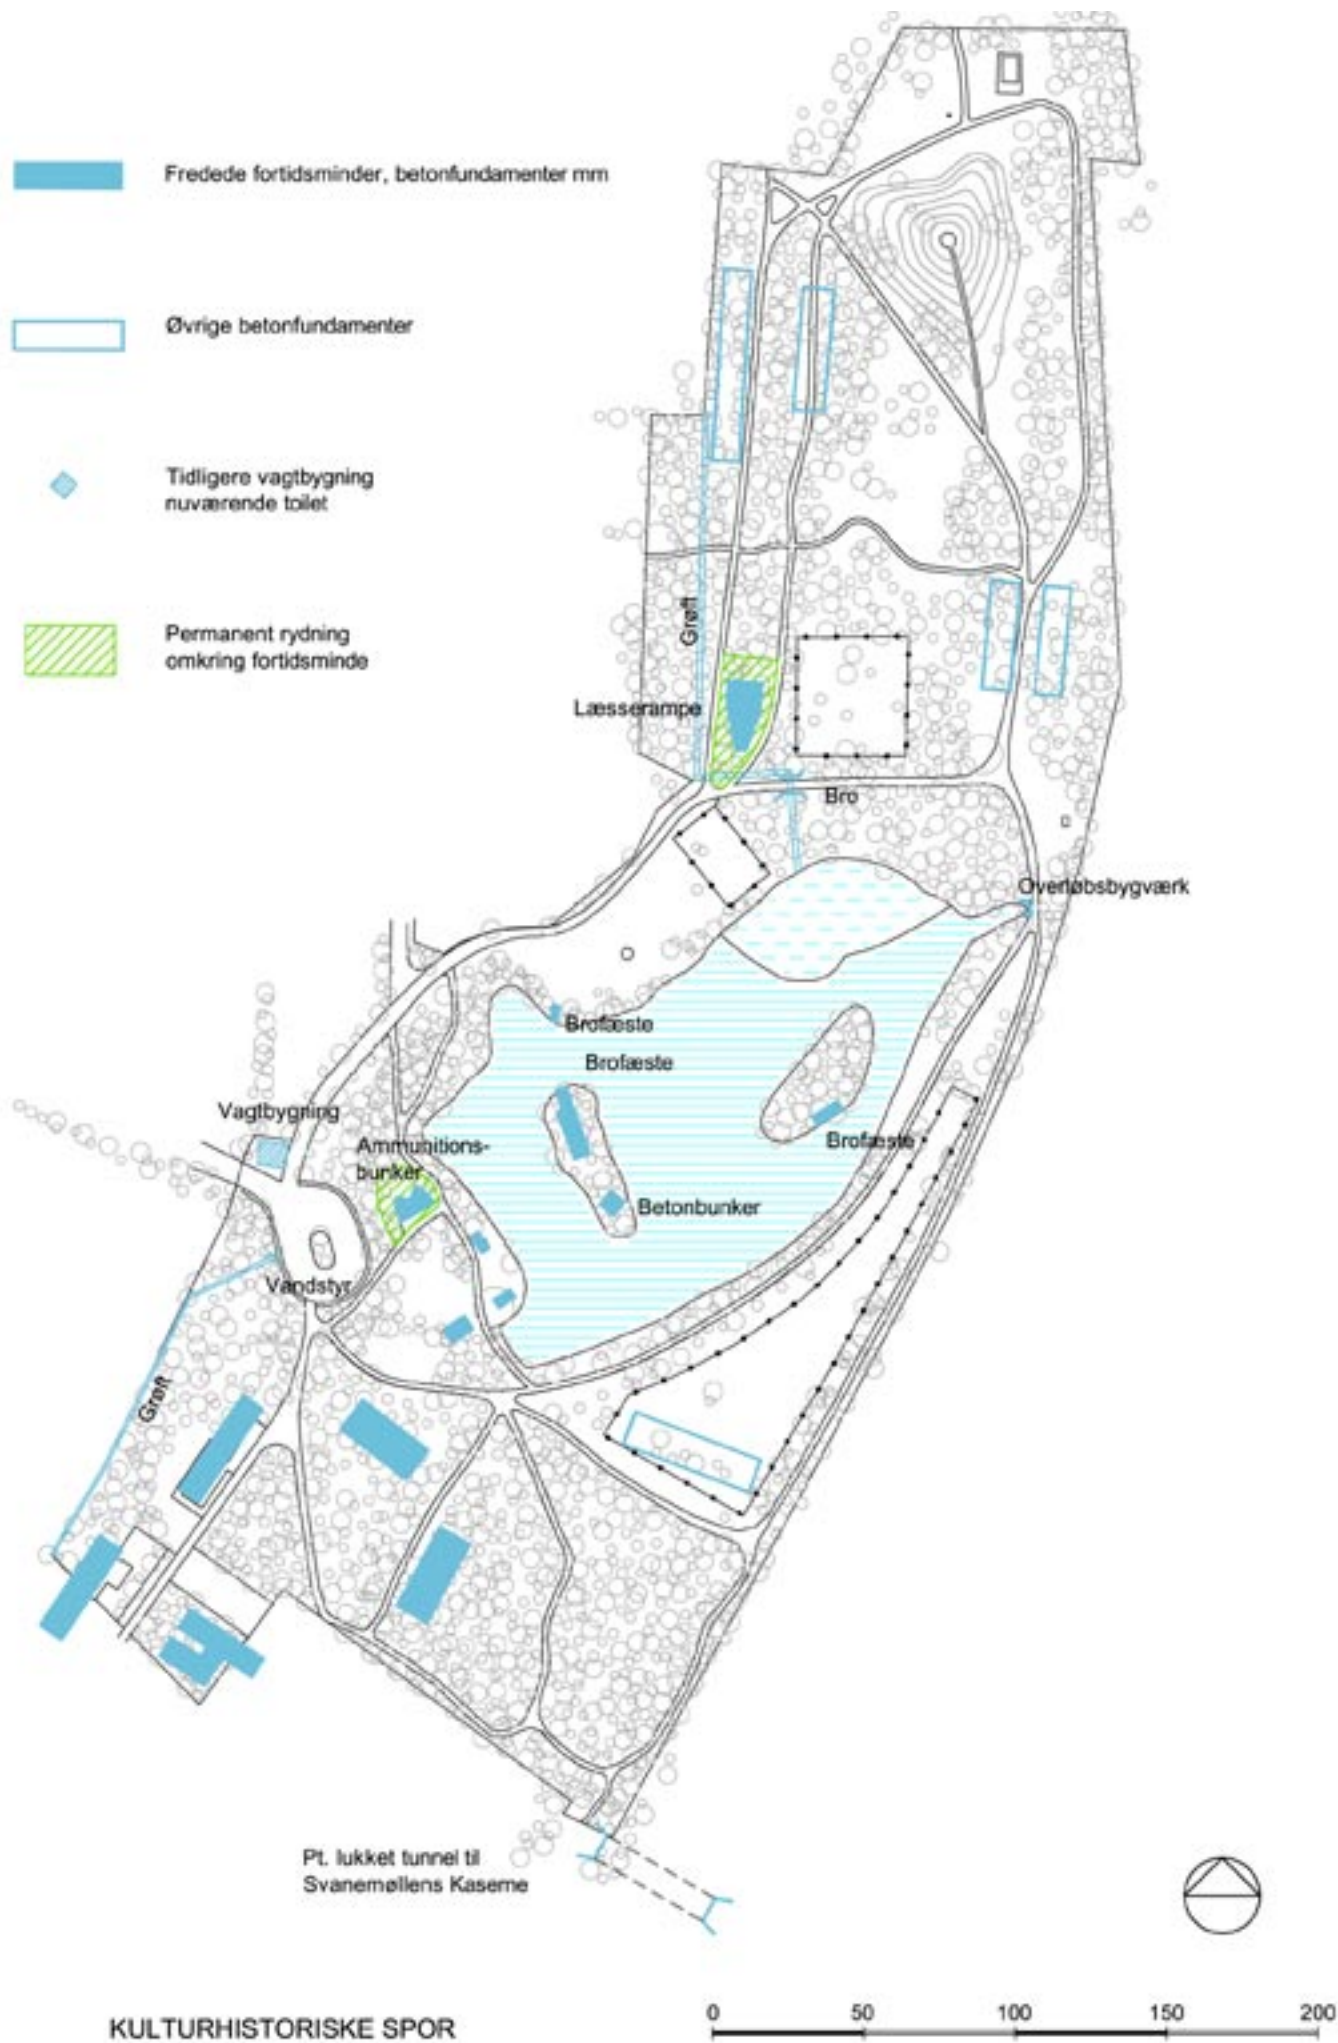 Fredede fortidsminder, betonfundamenter mm
Øvrige betonfundamenter
Tidligere vagtbygning
nuværende toilet
Permanent rydning
omkring fortidsminde
Grøft
Læsserampe
Bro
Overløbsbygværk
Brofæste
Brofæste
Vagtbygning
Ammunitions-
bunker
Brofæste
Betonbunker
Vandstyr
Grøft
Pt. lukket tunnel til
Svanemøllens Kaserne
KULTURHISTORISKE SPOR
0 50 100 150 200